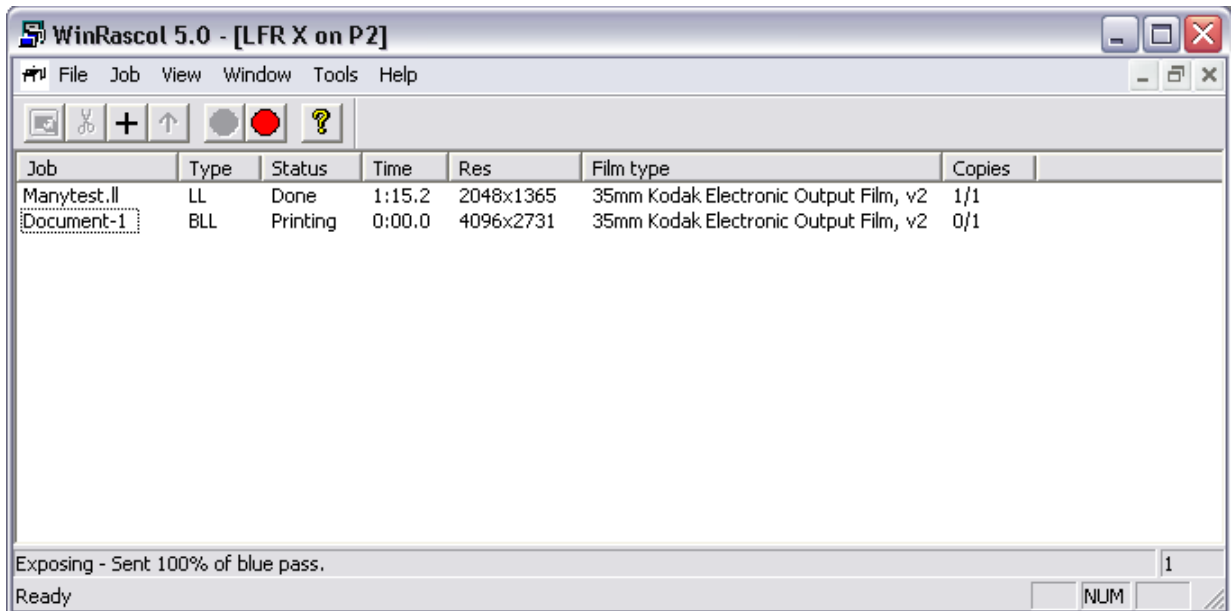 WinRascol 5.0 - [LFR X on P2]
File Job View Window Tools Help
Job Type Status Time Res Film type Copies
Manytest.ll LL Done 1:15.2 2048x1365 35mm Kodak Electronic Output Film, v2 1/1
Document-1 BLL Printing 0:00.0 4096x2731 35mm Kodak Electronic Output Film, v2 0/1
Exposing - Sent 100% of blue pass. 1
Ready NUM